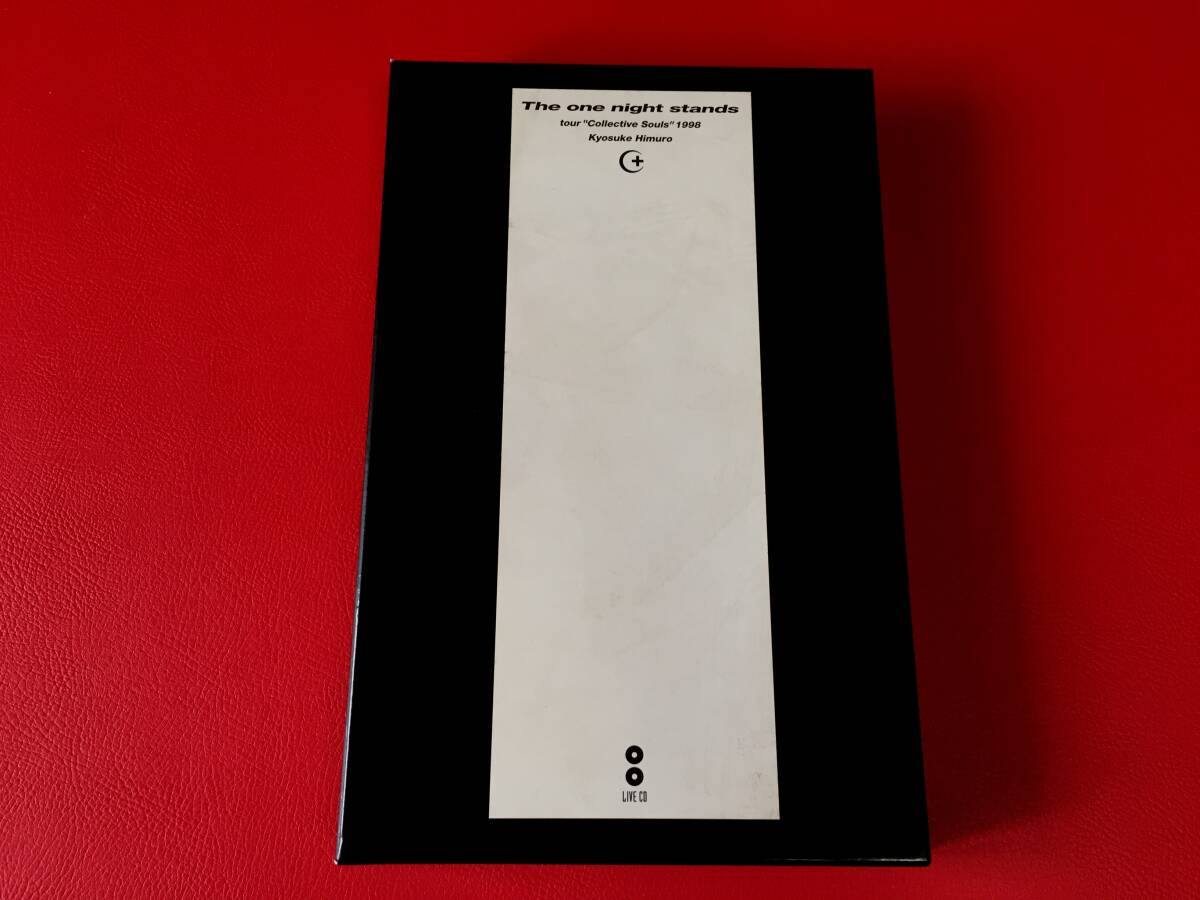 The one night stands
tour "Collective Souls" 1998
Kyosuke Himuro
LIVE CD